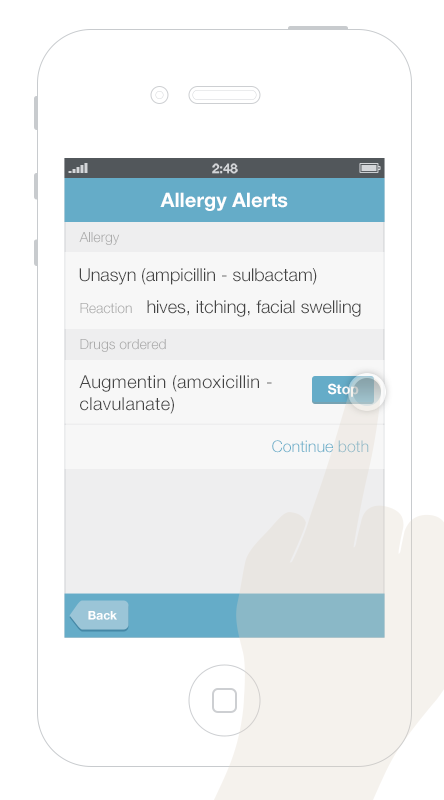 2:48
Allergy Alerts
Allergy
Unasyn (ampicillin - sulbactam)
Reaction hives, itching, facial swelling
Drugs ordered
Augmentin (amoxicillin -
clavulanate)
Stop
Continue both
Back